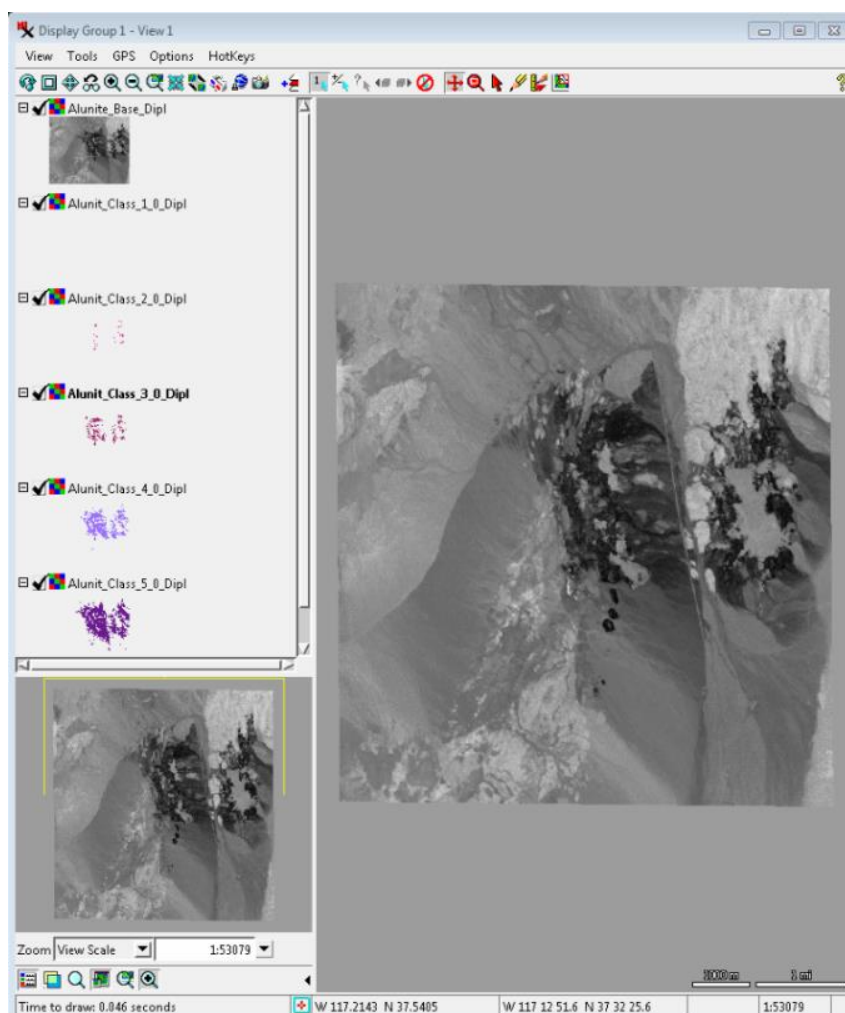 Display Group 1 - View 1
View Tools GPS Options HotKeys
Alunite_Base_Dipl
Alunit_Class_1_0_Dipl
Alunit_Class_2_0_Dipl
Alunit_Class_3_0_Dipl
Alunit_Class_4_0_Dipl
Alunit_Class_5_0_Dipl
Zoom View Scale 1:53079
1 mi
Time to draw: 0.046 seconds W 117.2143 N 37.5405 W 117 12 51.6 N 37 32 25.6 1:53079